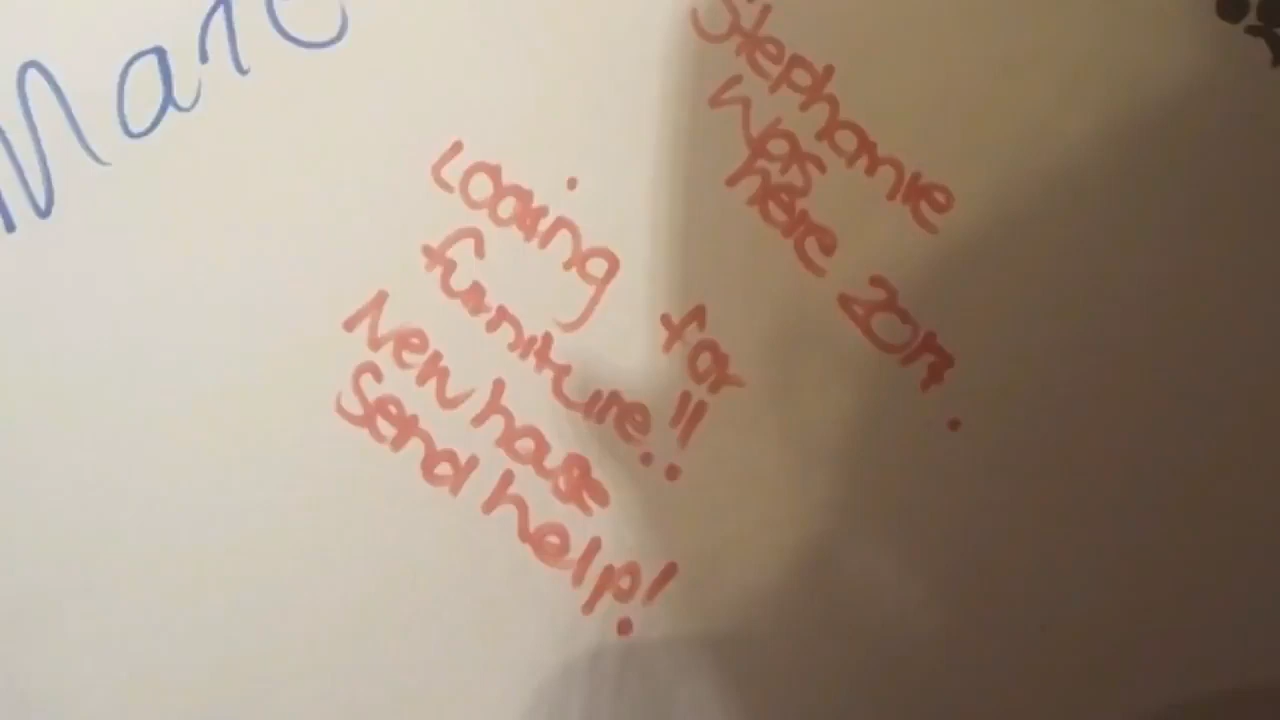 Stephanie
was
here 2017.
Looking for
furniture!!
New house
Send help!